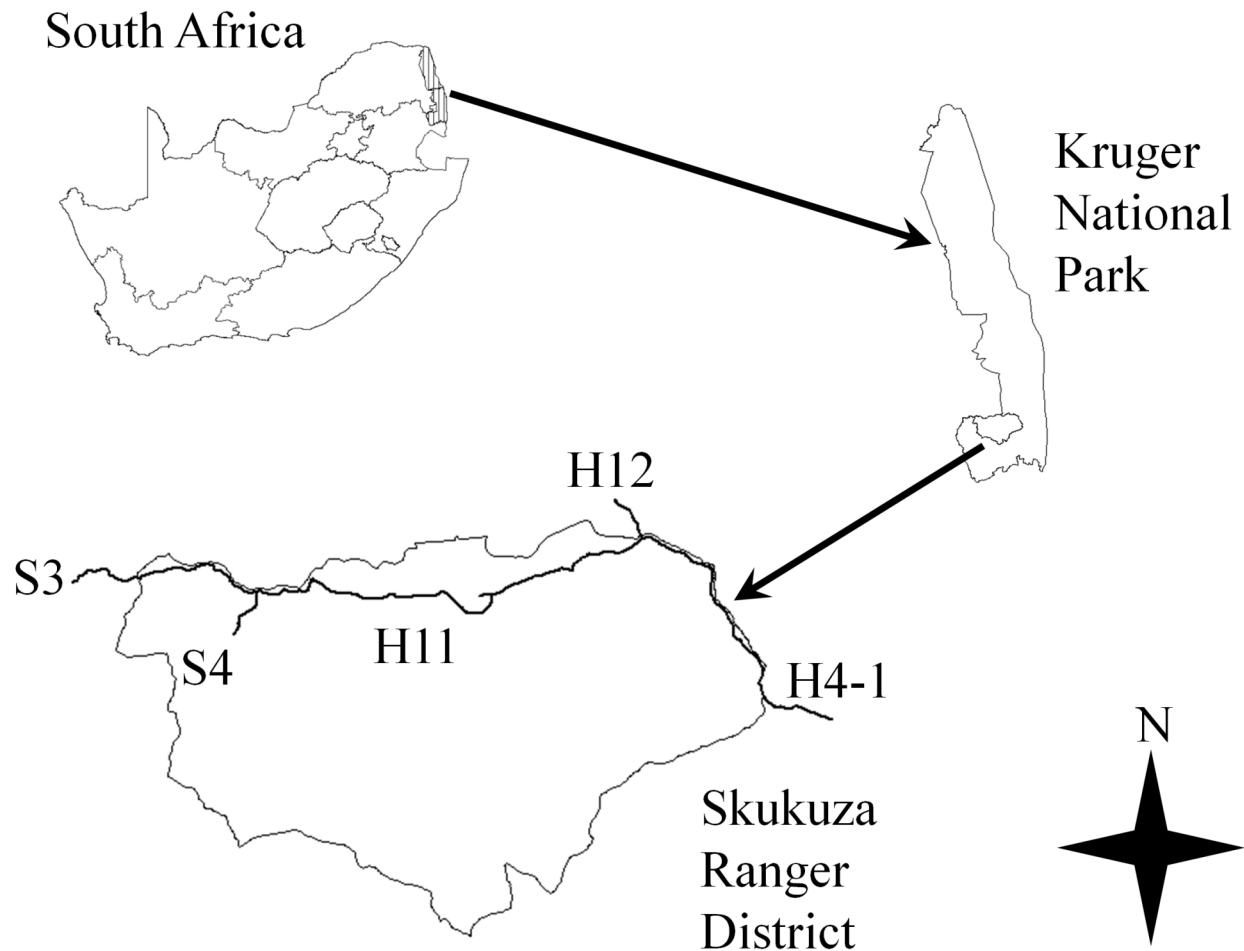 South Africa
Kruger
National
Park
H12
S3
H11
S4
H4-1
N
Skukuza
Ranger
District